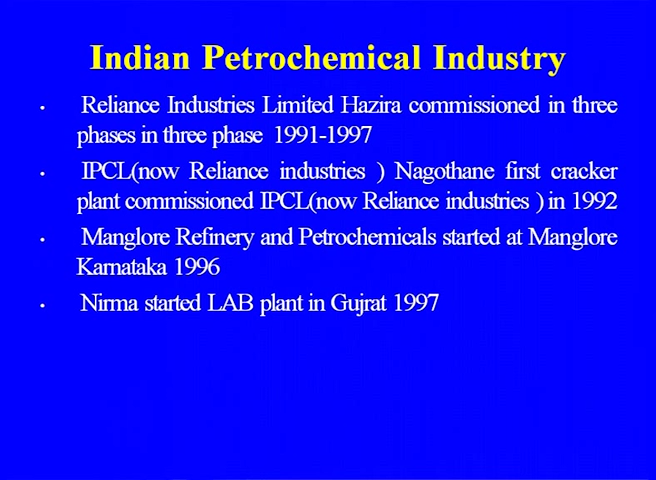 Indian Petrochemical Industry
• Reliance Industries Limited Hazira commissioned in three
phases in three phase 1991-1997
• IPCL(now Reliance industries ) Nagothane first cracker
plant commissioned IPCL(now Reliance industries ) in 1992
• Manglore Refinery and Petrochemicals started at Manglore
Karnataka 1996
• Nirma started LAB plant in Gujrat 1997